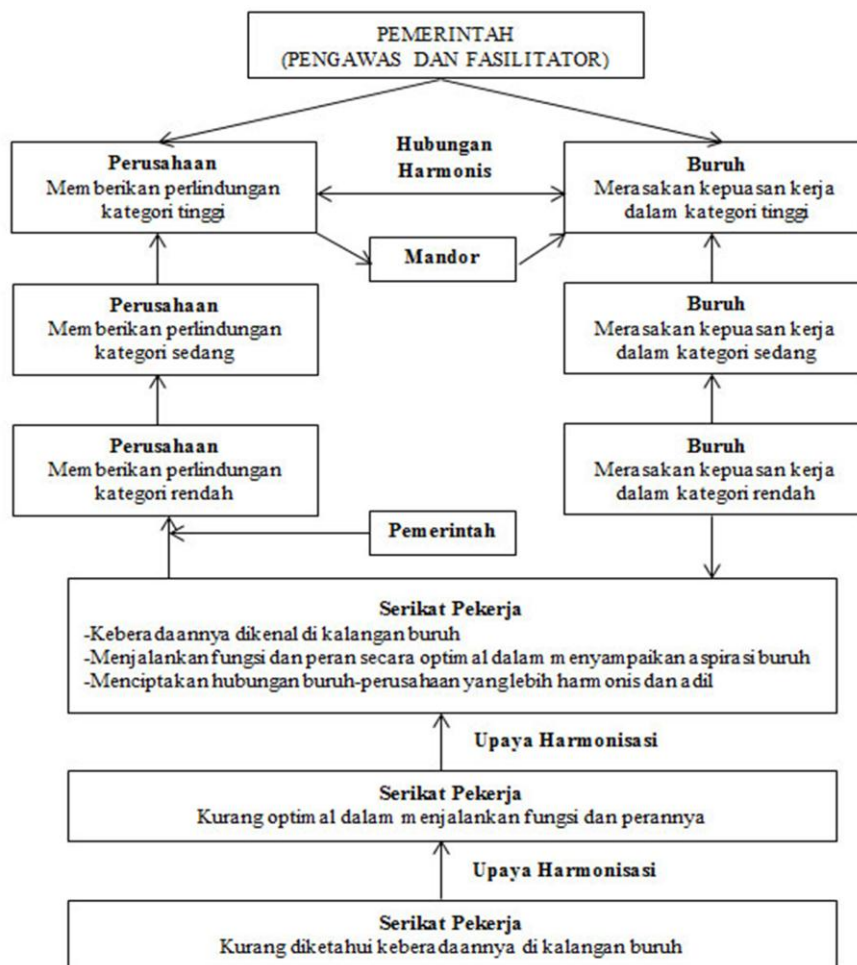 PEMERINTAH
(PENGAWAS DAN FASILITATOR)
Perusahaan
Memberikan perlindungan
kategori tinggi
Hubungan
Harmonis
Buruh
Merasakan kepuasan kerja
dalam kategori tinggi
Mandor
Perusahaan
Memberikan perlindungan
kategori sedang
Buruh
Merasakan kepuasan kerja
dalam kategori sedang
Perusahaan
Memberikan perlindungan
kategori rendah
Buruh
Merasakan kepuasan kerja
dalam kategori rendah
Pemerintah
Serikat Pekerja
-Keberadaannya dikenal di kalangan buruh
-Menjalankan fungsi dan peran secara optimal dalam menyampaikan aspirasi buruh
-Menciptakan hubungan buruh-perusahaan yang lebih harmonis dan adil
Upaya Harmonisasi
Serikat Pekerja
Kurang optimal dalam menjalankan fungsi dan perannya
Upaya Harmonisasi
Serikat Pekerja
Kurang diketahui keberadaannya di kalangan buruh